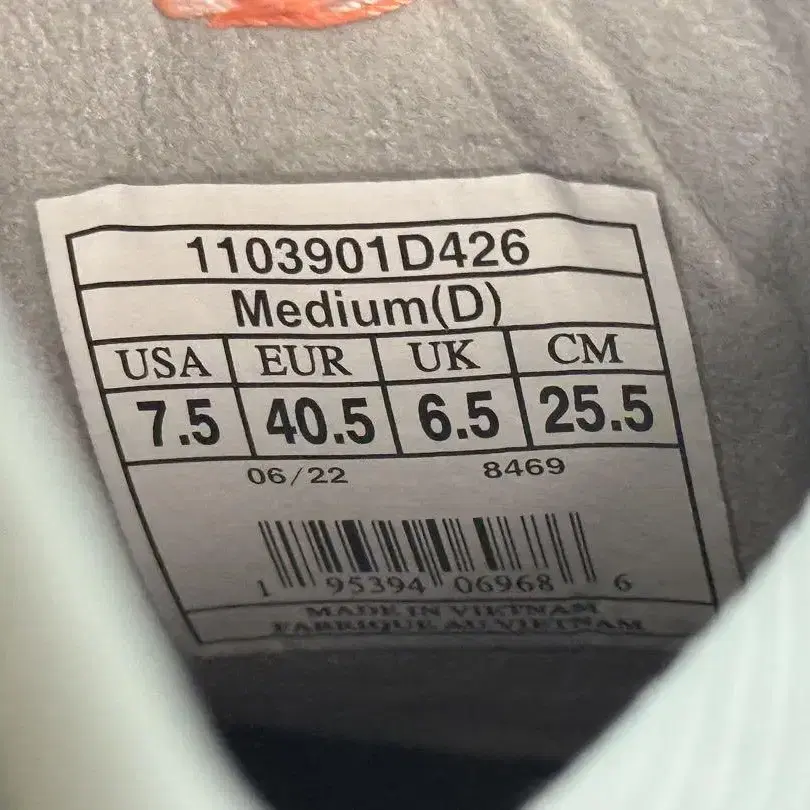 1103901D426
Medium(D)
USA EUR UK CM
7.5 40.5 6.5 25.5
06/22 8469
1 95394 06968 6
MADE IN VIETNAM
FABRIQUE AU VIETNAM